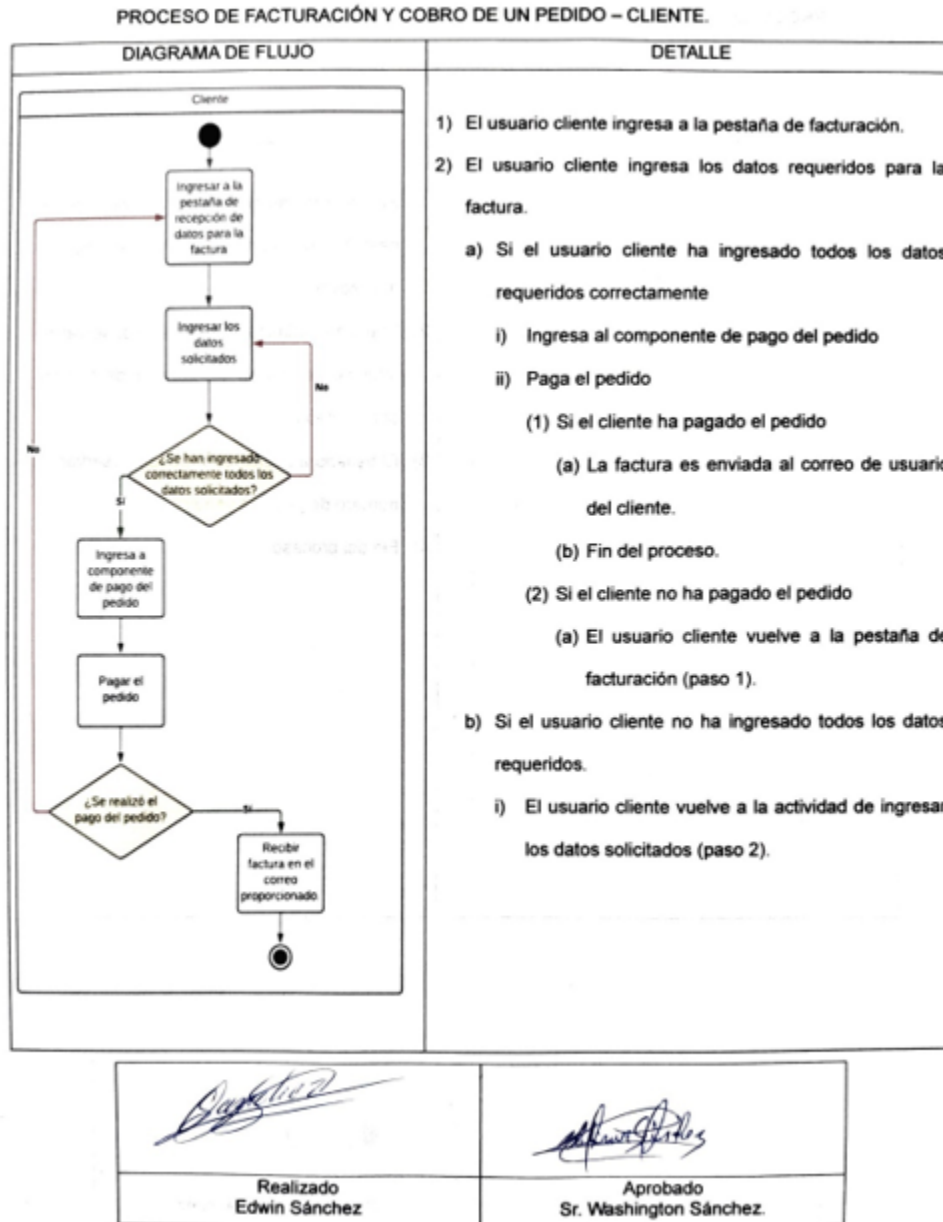 PROCESO DE FACTURACIÓN Y COBRO DE UN PEDIDO – CLIENTE.
DIAGRAMA DE FLUJO
DETALLE
Cliente
Ingresar a la
pestaña de
recepción de
datos para la
factura
Ingresar los
datos
solicitados
No
No
¿Se han ingresado
correctamente todos los
datos solicitados?
Si
Ingresa a
componente
de pago del
pedido
Pagar el
pedido
¿Se realizó el
pago del pedido?
Si
Recibir
factura en el
correo
proporcionado
1) El usuario cliente ingresa a la pestaña de facturación.
2) El usuario cliente ingresa los datos requeridos para la
factura.
a) Si el usuario cliente ha ingresado todos los datos
requeridos correctamente
i) Ingresa al componente de pago del pedido
ii) Paga el pedido
(1) Si el cliente ha pagado el pedido
(a) La factura es enviada al correo de usuario
del cliente.
(b) Fin del proceso.
(2) Si el cliente no ha pagado el pedido
(a) El usuario cliente vuelve a la pestaña de
facturación (paso 1).
b) Si el usuario cliente no ha ingresado todos los datos
requeridos.
i) El usuario cliente vuelve a la actividad de ingresar
los datos solicitados (paso 2).
Realizado
Edwin Sánchez
Aprobado
Sr. Washington Sánchez.